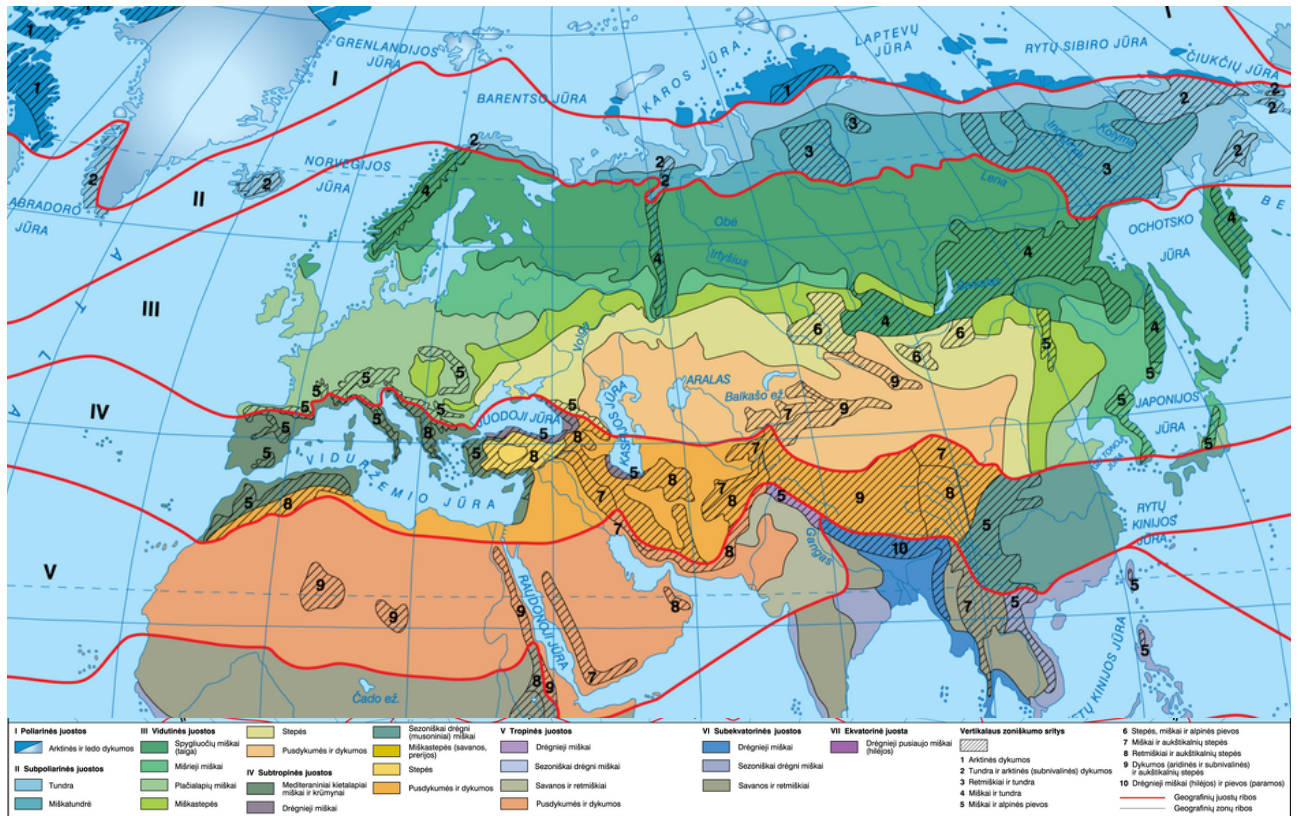 GRENLANDIJOS
JŪRA
BARENTSO JŪRA
KAROS JŪRA
LAPTEVŲ
JŪRA
RYTŲ SIBIRO JŪRA
ČIUKČIŲ JŪRA
NORVEGIJOS
JŪRA
ABRADORO
JŪRA
A T L A
OCHOTSKO
JŪRA
B E
Indigirka
Kolyma
Lena
Obė
Irtyšius
Volga
JUODOJI JŪRA
KASPIJOS JŪRA
ARALAS
Balkašo ež.
JAPONIJOS
JŪRA
GELTONOJI JŪRA
RYTŲ
KINIJOS
JŪRA
VIDURŽEMIO JŪRA
RAUDONOJI JŪRA
Gangas
Čado ež.
PIETŲ KINIJOS JŪRA
I
I
II
III
IV
V
I Poliarinės juostos
Arktinės ir ledo dykumos
II Subpoliarinės juostos
Tundra
Miškatundrė
III Vidutinės juostos
Spygliuočių miškai
(taiga)
Mišrieji miškai
Plačialapių miškai
Miškastepės
Stepės
Pusdykumės ir dykumos
IV Subtropinės juostos
Mediteraniniai kietalapiai
miškai ir krūmynai
Drėgnieji miškai
Sezoniškai drėgni
(musoniniai) miškai
Miškastepės (savanos,
prerijos)
Stepės
Pusdykumės ir dykumos
V Tropinės juostos
Drėgnieji miškai
Sezoniškai drėgni miškai
Savanos ir retmiškiai
Pusdykumės ir dykumos
VI Subekvatorinės juostos
Drėgnieji miškai
Sezoniškai drėgni miškai
Savanos ir retmiškiai
VII Ekvatorinė juosta
Drėgnieji pusiaujo miškai
(hilėjos)
Vertikalaus zoniškumo sritys
1 Arktinės dykumos
2 Tundra ir arktinės (subnivalinės) dykumos
3 Retmiškiai ir tundra
4 Miškai ir tundra
5 Miškai ir alpinės pievos
6 Stepės, miškai ir alpinės pievos
7 Miškai ir aukštikalnių stepės
8 Retmiškiai ir aukštikalnių stepės
9 Dykumos (aridinės ir subnivalinės)
ir aukštikalnių stepės
10 Drėgnieji miškai (hilėjos) ir pievos (paramos)
Geografinių juostų ribos
Geografinių zonų ribos